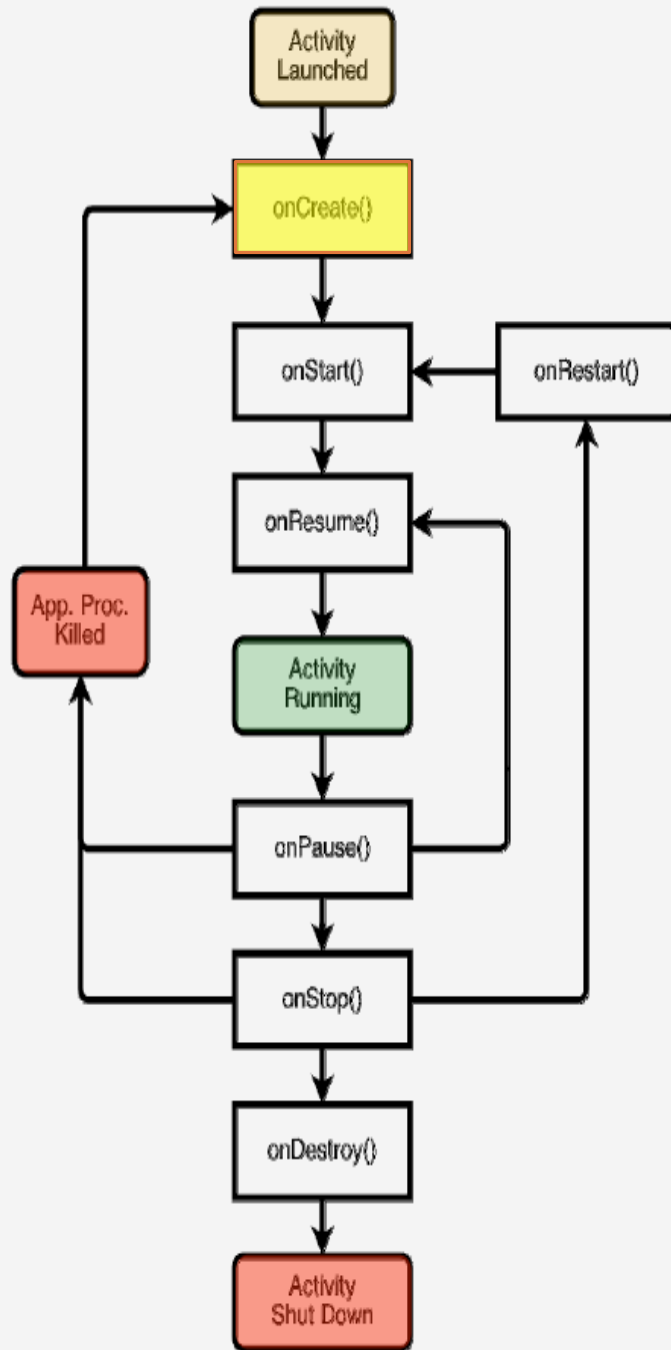 Activity
Launched
onCreate()
onStart()
onRestart()
onResume()
App. Proc.
Killed
Activity
Running
onPause()
onStop()
onDestroy()
Activity
Shut Down